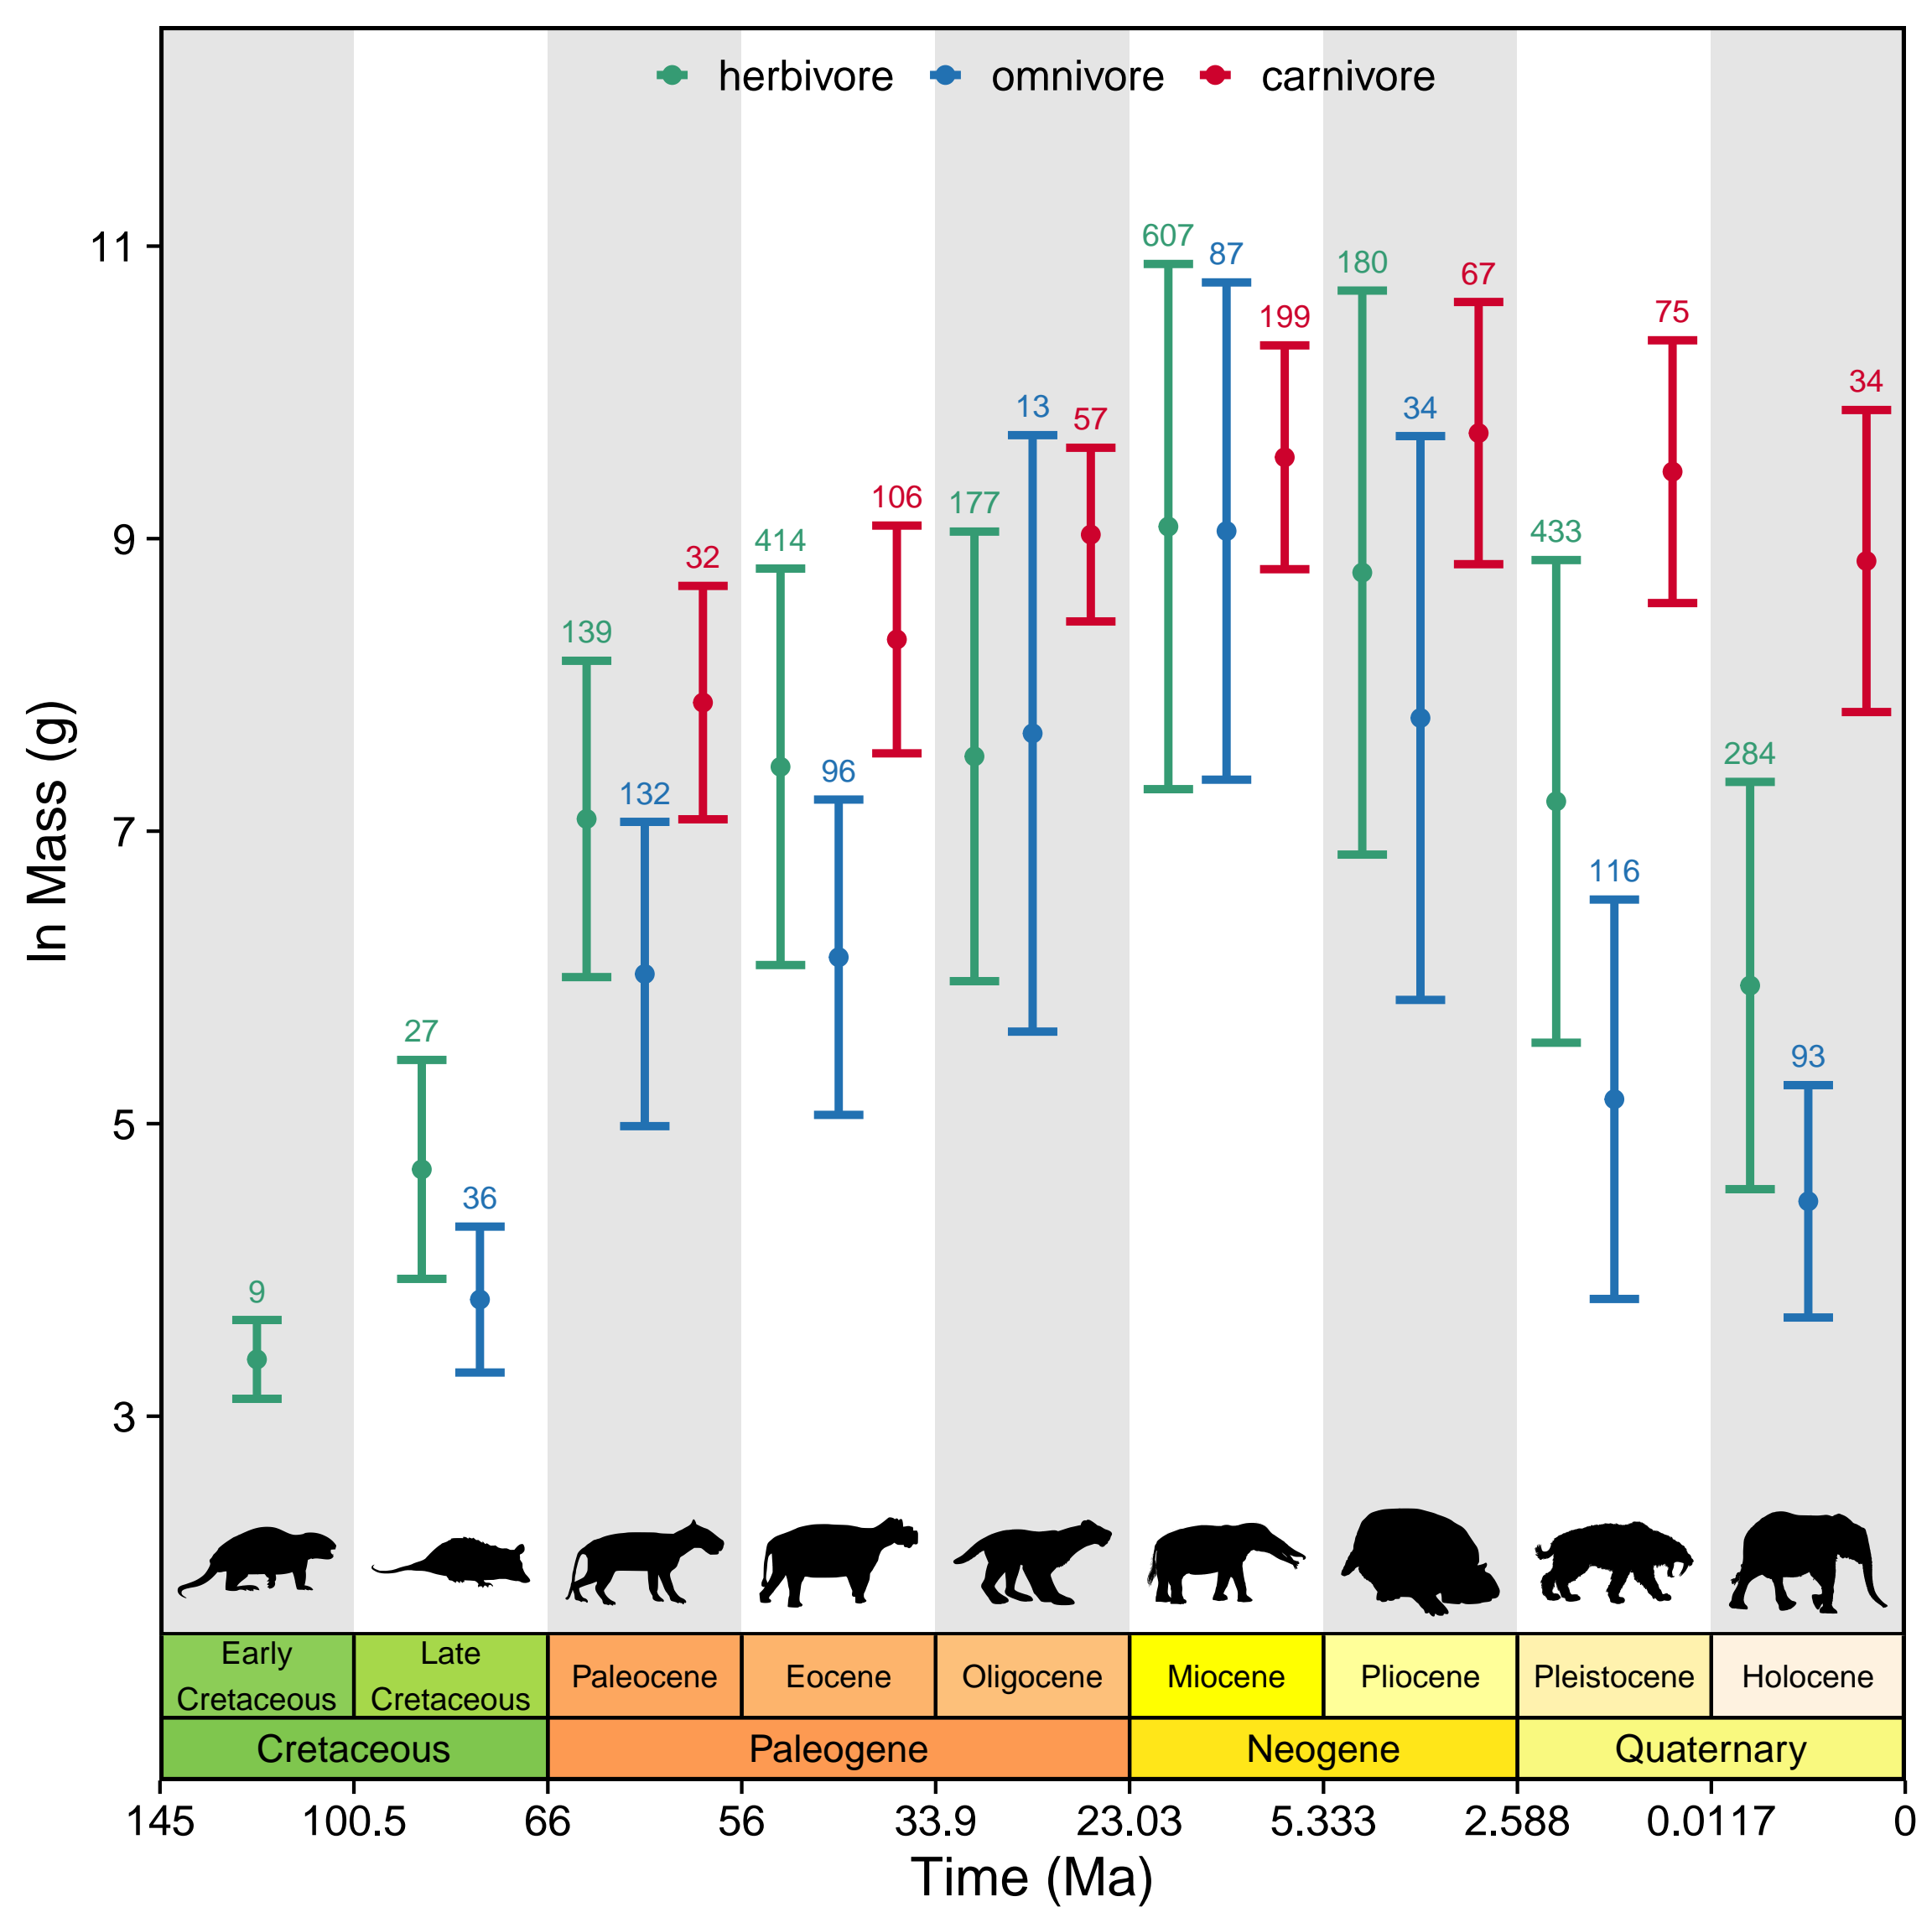 herbivore omnivore carnivore
607
87
180
67
199
75
11
34
13
34
57
106
177
433
9
414
32
139
284
132
96
116
7
27
93
5
36
9
3
ln Mass (g)
Early Cretaceous
Late Cretaceous
Paleocene
Eocene
Oligocene
Miocene
Pliocene
Pleistocene
Holocene
Cretaceous
Paleogene
Neogene
Quaternary
145 100.5 66 56 33.9 23.03 5.333 2.588 0.0117 0
Time (Ma)